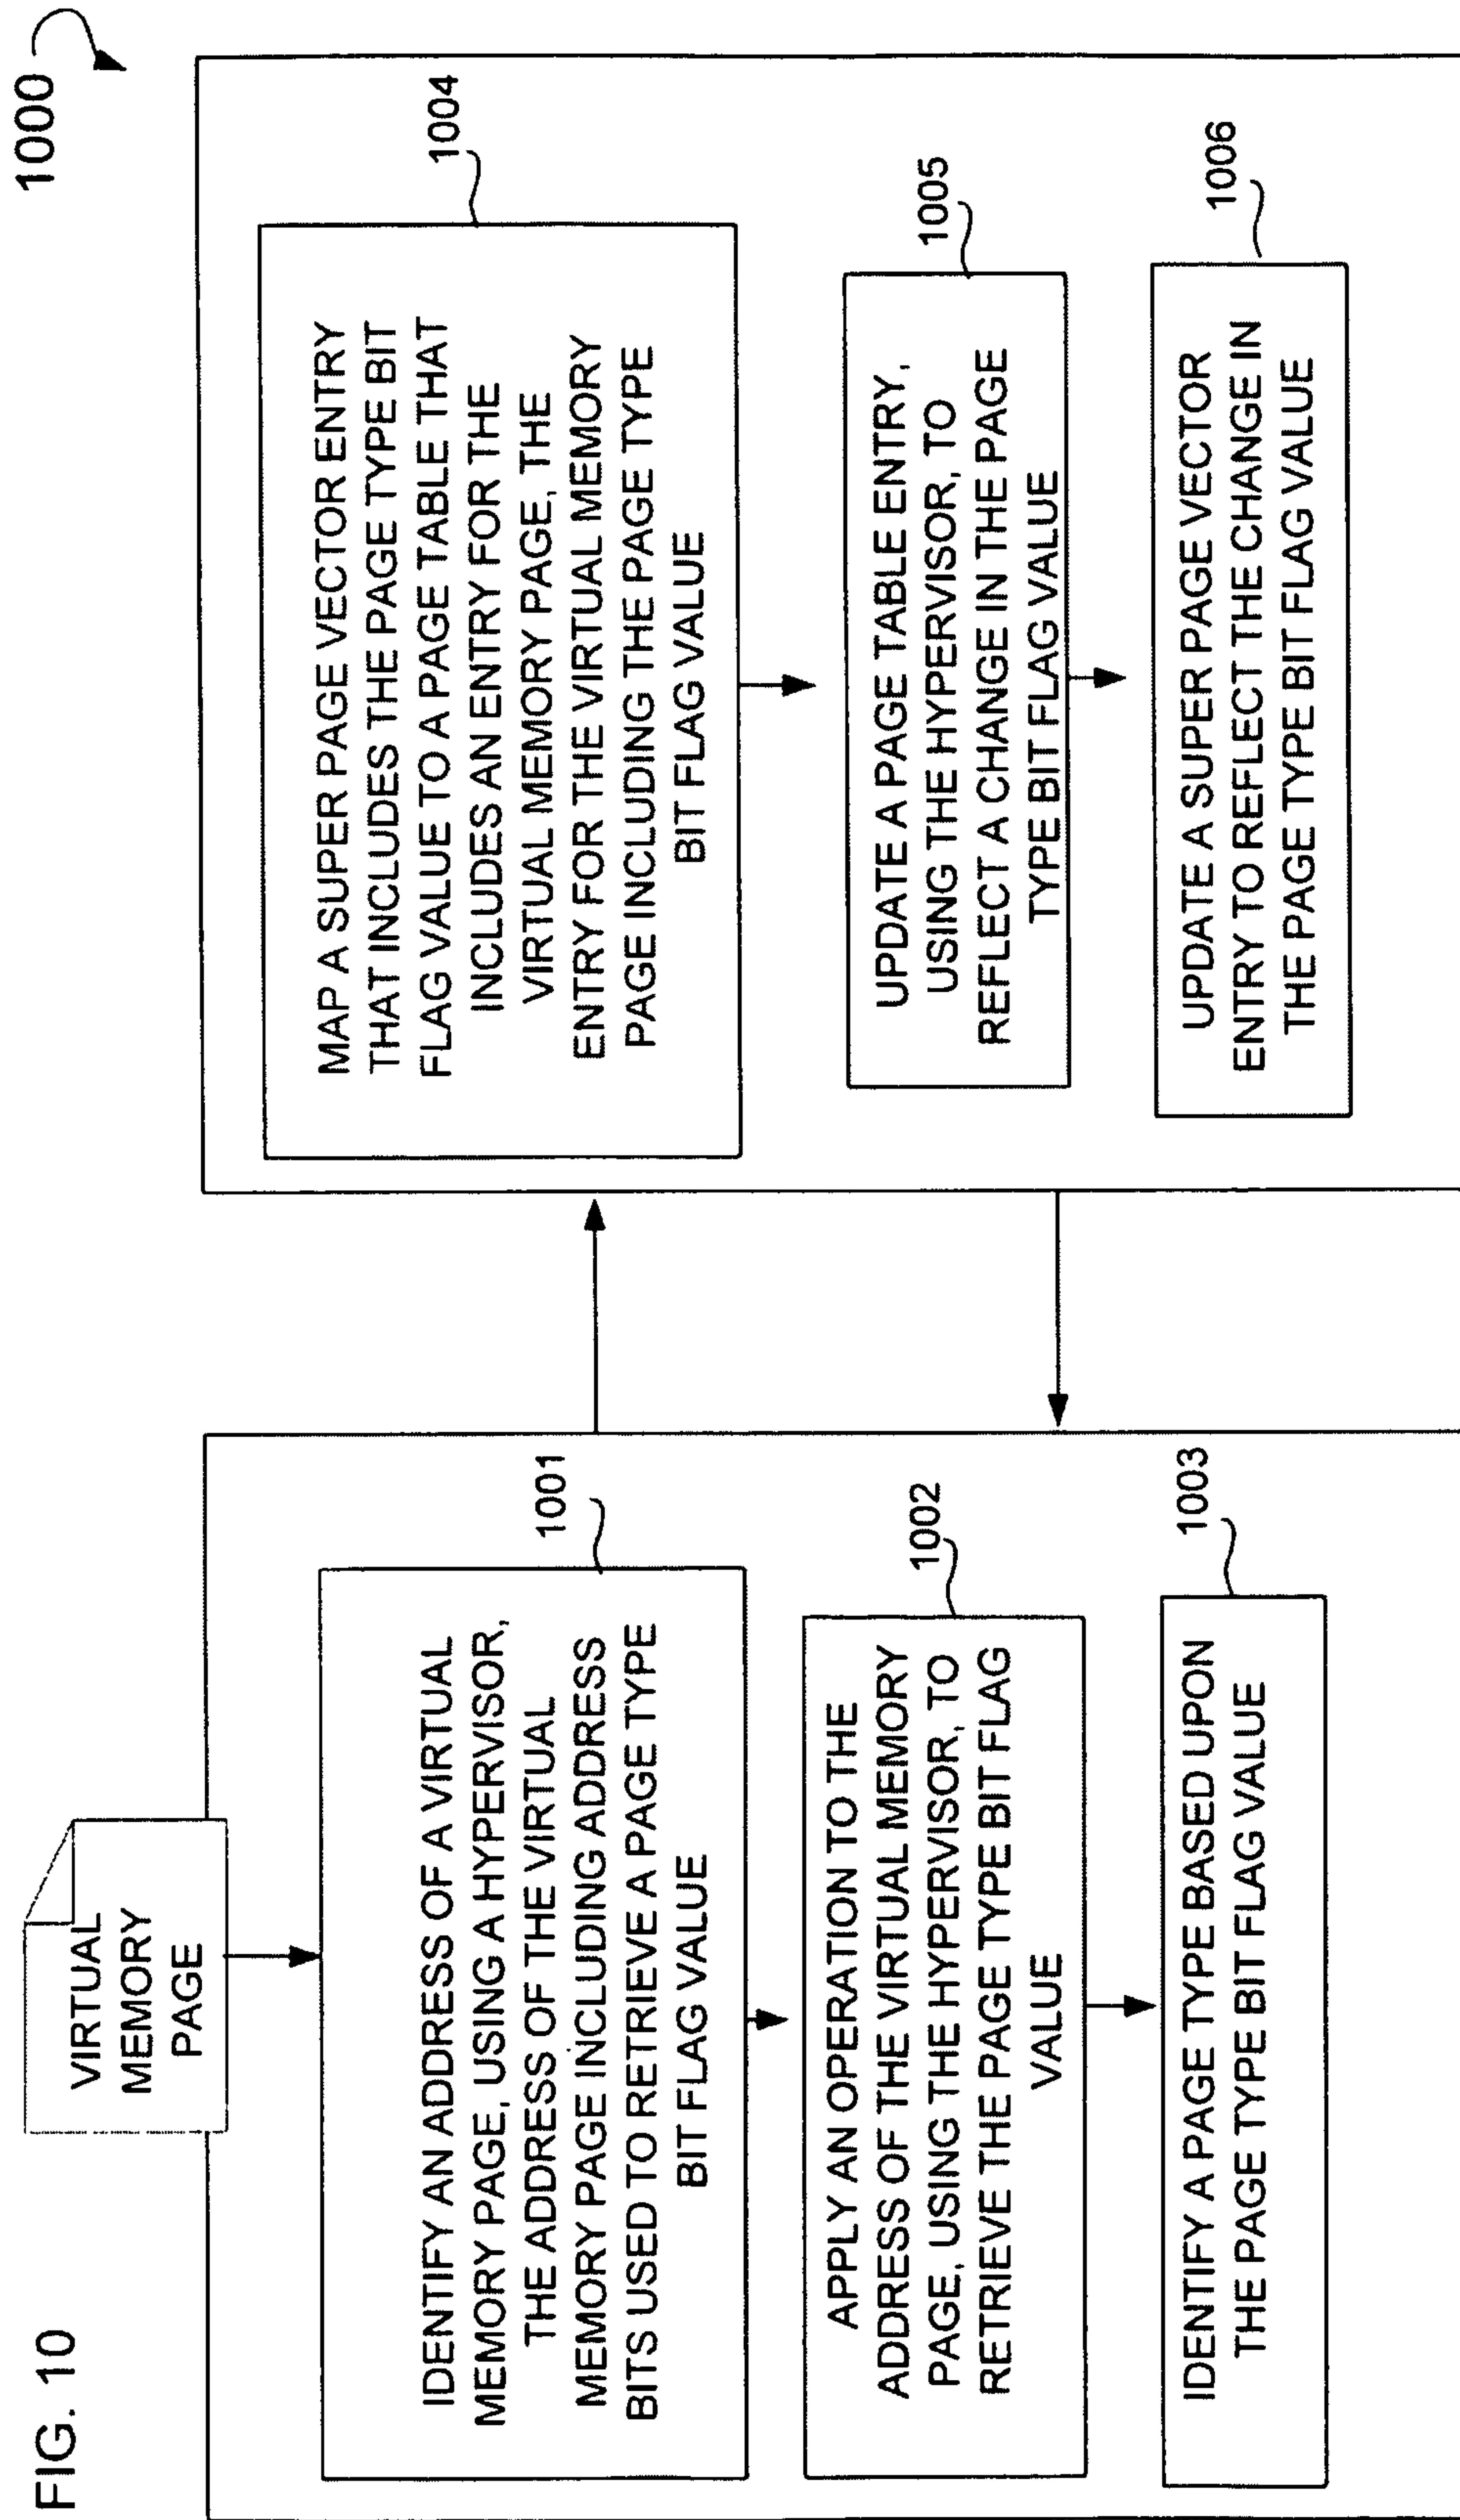 FIG. 10
1000
VIRTUAL
MEMORY
PAGE
1001
IDENTIFY AN ADDRESS OF A VIRTUAL
MEMORY PAGE, USING A HYPERVISOR,
THE ADDRESS OF THE VIRTUAL
MEMORY PAGE INCLUDING ADDRESS
BITS USED TO RETRIEVE A PAGE TYPE
BIT FLAG VALUE
1002
APPLY AN OPERATION TO THE
ADDRESS OF THE VIRTUAL MEMORY
PAGE, USING THE HYPERVISOR, TO
RETRIEVE THE PAGE TYPE BIT FLAG
VALUE
1003
IDENTIFY A PAGE TYPE BASED UPON
THE PAGE TYPE BIT FLAG VALUE
1004
MAP A SUPER PAGE VECTOR ENTRY
THAT INCLUDES THE PAGE TYPE BIT
FLAG VALUE TO A PAGE TABLE THAT
INCLUDES AN ENTRY FOR THE
VIRTUAL MEMORY PAGE, THE
ENTRY FOR THE VIRTUAL MEMORY
PAGE INCLUDING THE PAGE TYPE
BIT FLAG VALUE
1005
UPDATE A PAGE TABLE ENTRY,
USING THE HYPERVISOR, TO
REFLECT A CHANGE IN THE PAGE
TYPE BIT FLAG VALUE
1006
UPDATE A SUPER PAGE VECTOR
ENTRY TO REFLECT THE CHANGE IN
THE PAGE TYPE BIT FLAG VALUE